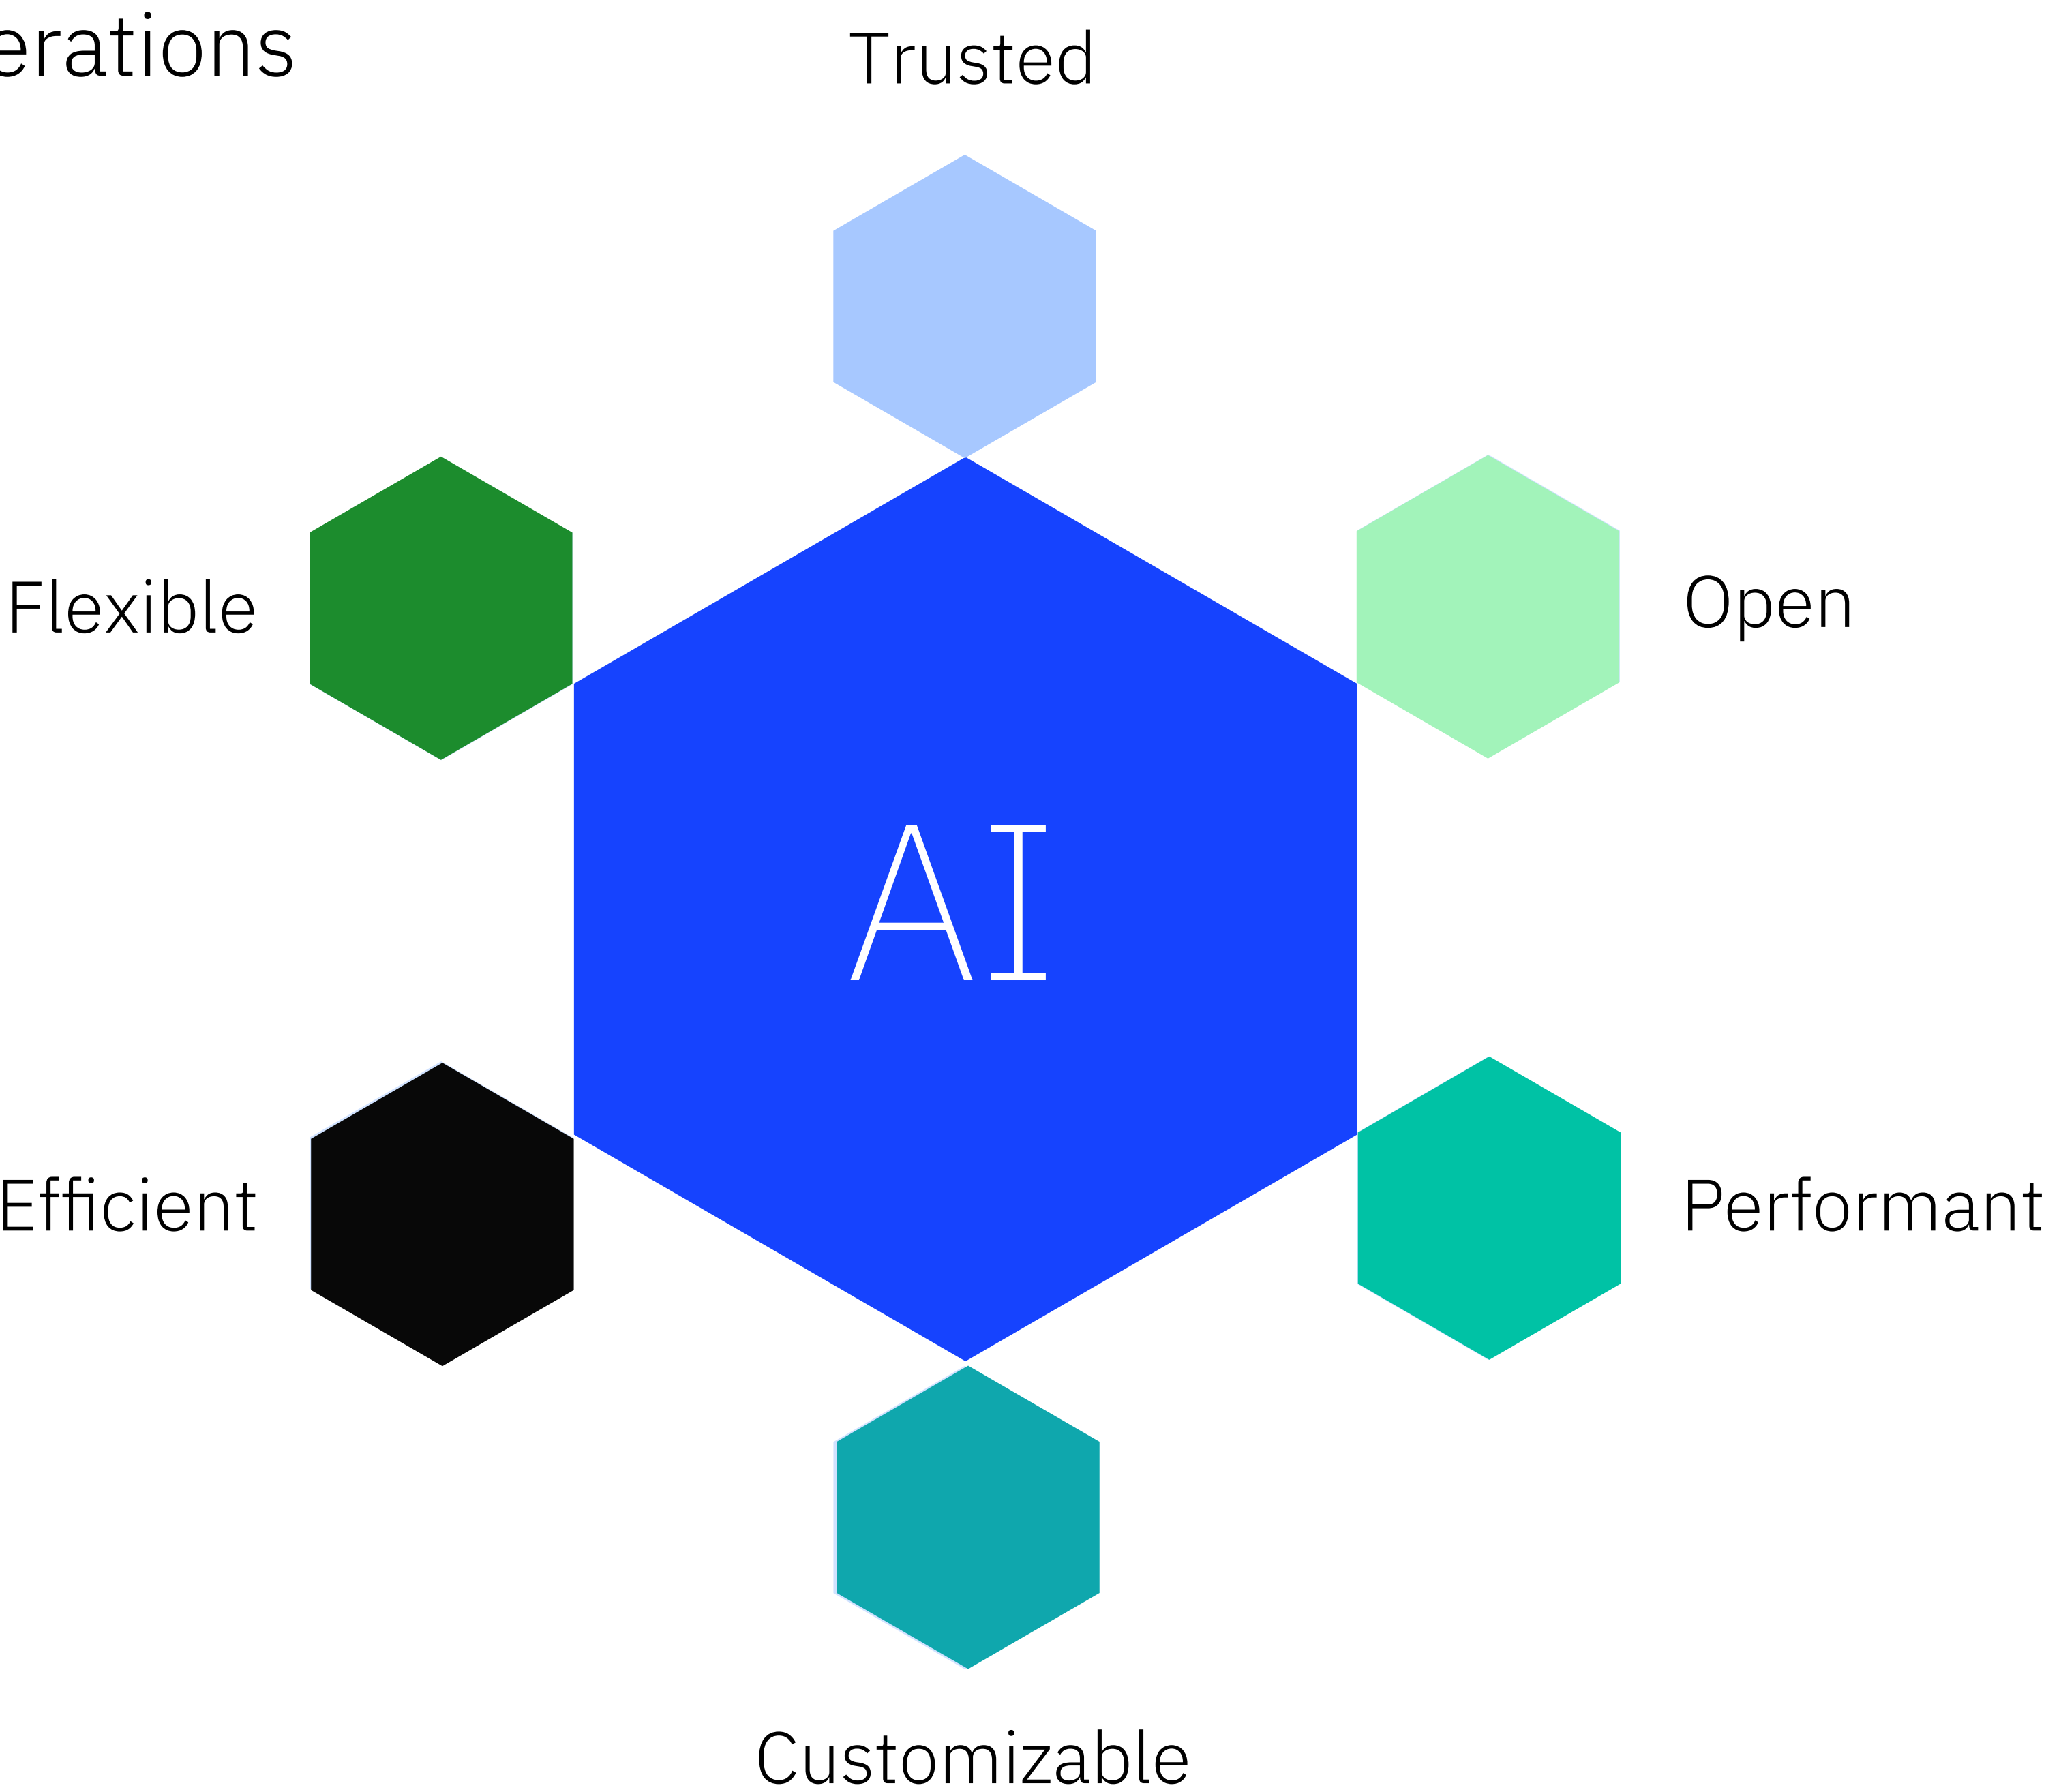 erations
Trusted
Flexible
Open
AI
Efficient
Performant
Customizable